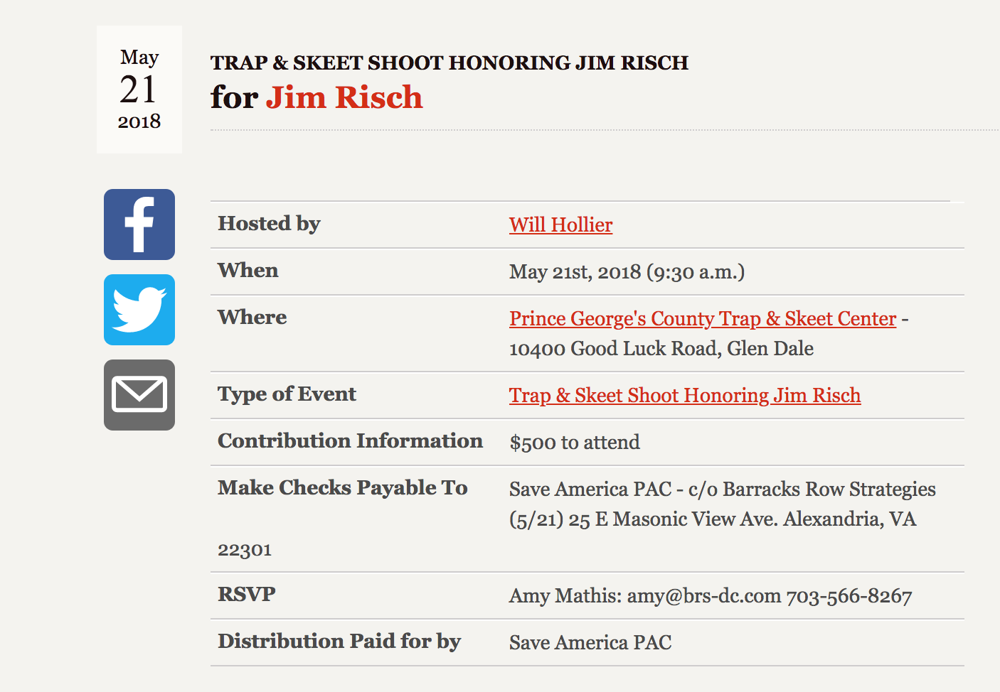 May
21
2018
TRAP & SKEET SHOOT HONORING JIM RISCH
for Jim Risch
Hosted by Will Hollier
When May 21st, 2018 (9:30 a.m.)
Where Prince George's County Trap & Skeet Center -
10400 Good Luck Road, Glen Dale
Type of Event Trap & Skeet Shoot Honoring Jim Risch
Contribution Information $500 to attend
Make Checks Payable To Save America PAC - c/o Barracks Row Strategies
(5/21) 25 E Masonic View Ave. Alexandria, VA
22301
RSVP Amy Mathis: amy@brs-dc.com 703-566-8267
Distribution Paid for by Save America PAC